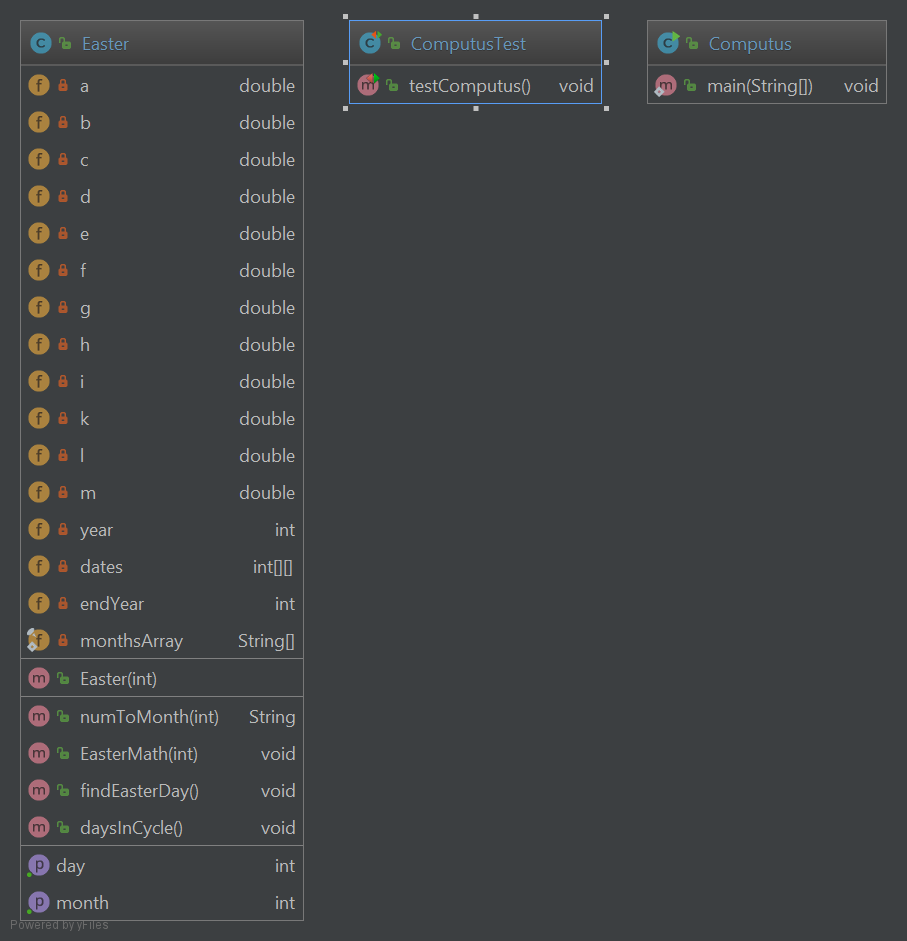 Easter
a double
b double
c double
d double
e double
f double
g double
h double
i double
k double
l double
m double
year int
dates int[][]
endYear int
monthsArray String[]
Easter(int)
numToMonth(int) String
EasterMath(int) void
findEasterDay() void
daysInCycle() void
day int
month int
ComputusTest
testComputus() void
Computus
main(String[]) void
Powered by yFiles